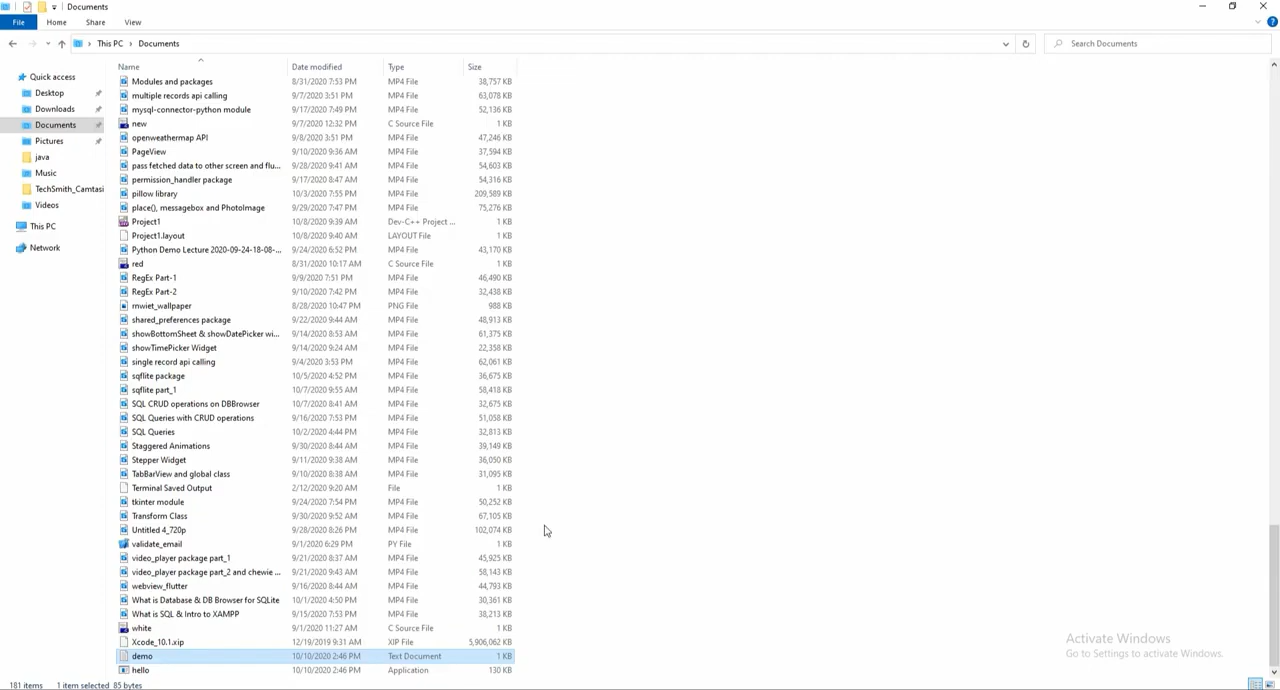 Documents
File Home Share View
This PC › Documents
Search Documents
Name Date modified Type Size
Quick access
Desktop
Downloads
Documents
Pictures
java
Music
TechSmith_Camtasi
Videos
This PC
Network
Modules and packages 8/31/2020 7:53 PM MP4 File 38,757 KB
multiple records api calling 9/7/2020 3:51 PM MP4 File 63,078 KB
mysql-connector-python module 9/17/2020 7:49 PM MP4 File 52,136 KB
new 9/7/2020 12:32 PM C Source File 1 KB
openweathermap API 9/8/2020 3:51 PM MP4 File 47,246 KB
PageView 9/10/2020 9:36 AM MP4 File 37,594 KB
pass fetched data to other screen and flu... 9/28/2020 9:41 AM MP4 File 54,603 KB
permission_handler package 9/17/2020 8:47 AM MP4 File 54,316 KB
pillow library 10/3/2020 7:55 PM MP4 File 209,589 KB
place(), messagebox and PhotoImage 9/29/2020 7:47 PM MP4 File 75,276 KB
Project1 10/8/2020 9:39 AM Dev-C++ Project ... 1 KB
Project1.layout 10/8/2020 9:40 AM LAYOUT File 1 KB
Python Demo Lecture 2020-09-24-18-08-... 9/24/2020 6:52 PM MP4 File 43,170 KB
red 8/31/2020 10:17 AM C Source File 1 KB
RegEx Part-1 9/9/2020 7:51 PM MP4 File 46,490 KB
RegEx Part-2 9/10/2020 7:42 PM MP4 File 32,438 KB
rnwiet_wallpaper 8/28/2020 10:47 PM PNG File 988 KB
shared_preferences package 9/22/2020 9:44 AM MP4 File 48,913 KB
showBottomSheet & showDatePicker wi... 9/14/2020 8:53 AM MP4 File 61,375 KB
showTimePicker Widget 9/14/2020 9:24 AM MP4 File 22,358 KB
single record api calling 9/4/2020 3:53 PM MP4 File 62,061 KB
sqflite package 10/5/2020 4:52 PM MP4 File 36,675 KB
sqflite part_1 10/7/2020 9:55 AM MP4 File 58,418 KB
SQL CRUD operations on DBBrowser 10/7/2020 8:41 AM MP4 File 32,675 KB
SQL Queries with CRUD operations 9/16/2020 7:53 PM MP4 File 51,058 KB
SQL Queries 10/2/2020 4:44 PM MP4 File 32,813 KB
Staggered Animations 9/30/2020 8:44 AM MP4 File 39,149 KB
Stepper Widget 9/11/2020 9:38 AM MP4 File 36,050 KB
TabBarView and global class 9/10/2020 8:38 AM MP4 File 31,095 KB
Terminal Saved Output 2/12/2020 9:20 AM File 1 KB
tkinter module 9/24/2020 7:54 PM MP4 File 50,252 KB
Transform Class 9/30/2020 9:52 AM MP4 File 67,105 KB
Untitled 4_720p 9/28/2020 8:26 PM MP4 File 102,074 KB
validate_email 9/1/2020 6:29 PM PY File 1 KB
video_player package part_1 9/21/2020 8:37 AM MP4 File 45,925 KB
video_player package part_2 and chewie ... 9/21/2020 9:43 AM MP4 File 58,143 KB
webview_flutter 9/16/2020 8:44 AM MP4 File 44,793 KB
What is Database & DB Browser for SQLite 10/1/2020 4:50 PM MP4 File 30,361 KB
What is SQL & Intro to XAMPP 9/15/2020 7:53 PM MP4 File 38,213 KB
white 9/1/2020 11:27 AM C Source File 1 KB
Xcode_10.1.xip 12/19/2019 9:31 AM XIP File 5,906,062 KB
demo 10/10/2020 2:46 PM Text Document 1 KB
hello 10/10/2020 2:46 PM Application 130 KB
Activate Windows
Go to Settings to activate Windows.
181 items 1 item selected 85 bytes